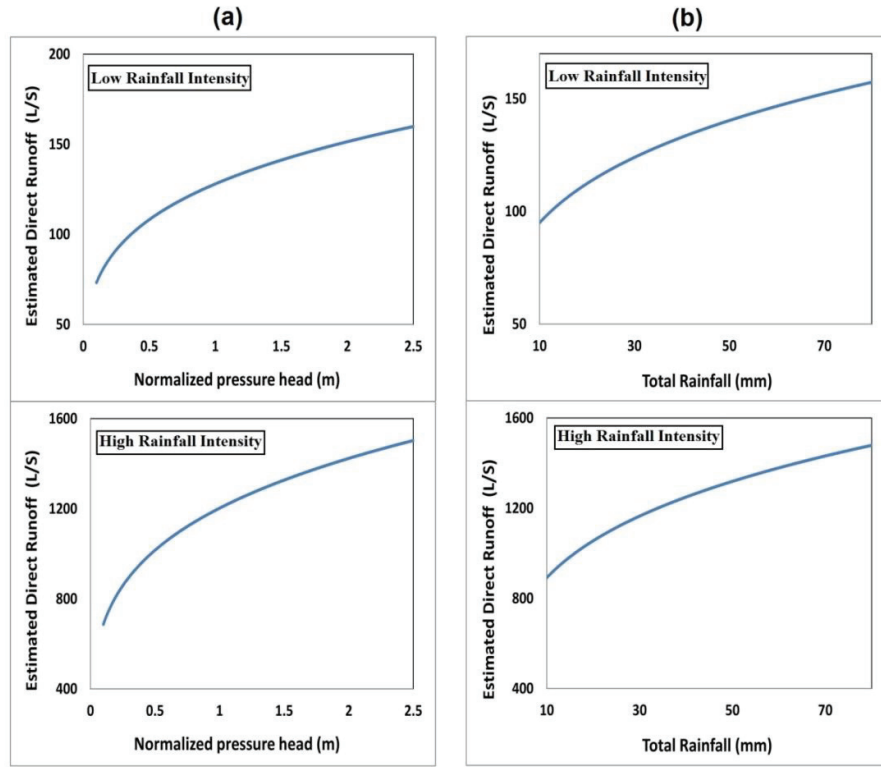 (a)
200
150
100
50
Low Rainfall Intensity
Estimated Direct Runoff (L/S)
0 0.5 1 1.5 2 2.5
Normalized pressure head (m)
(b)
150
100
50
Low Rainfall Intensity
Estimated Direct Runoff (L/S)
10 30 50 70
Total Rainfall (mm)
1600
1200
800
400
High Rainfall Intensity
Estimated Direct Runoff (L/S)
0 0.5 1 1.5 2 2.5
Normalized pressure head (m)
1600
1200
800
400
High Rainfall Intensity
Estimated Direct Runoff (L/S)
10 30 50 70
Total Rainfall (mm)